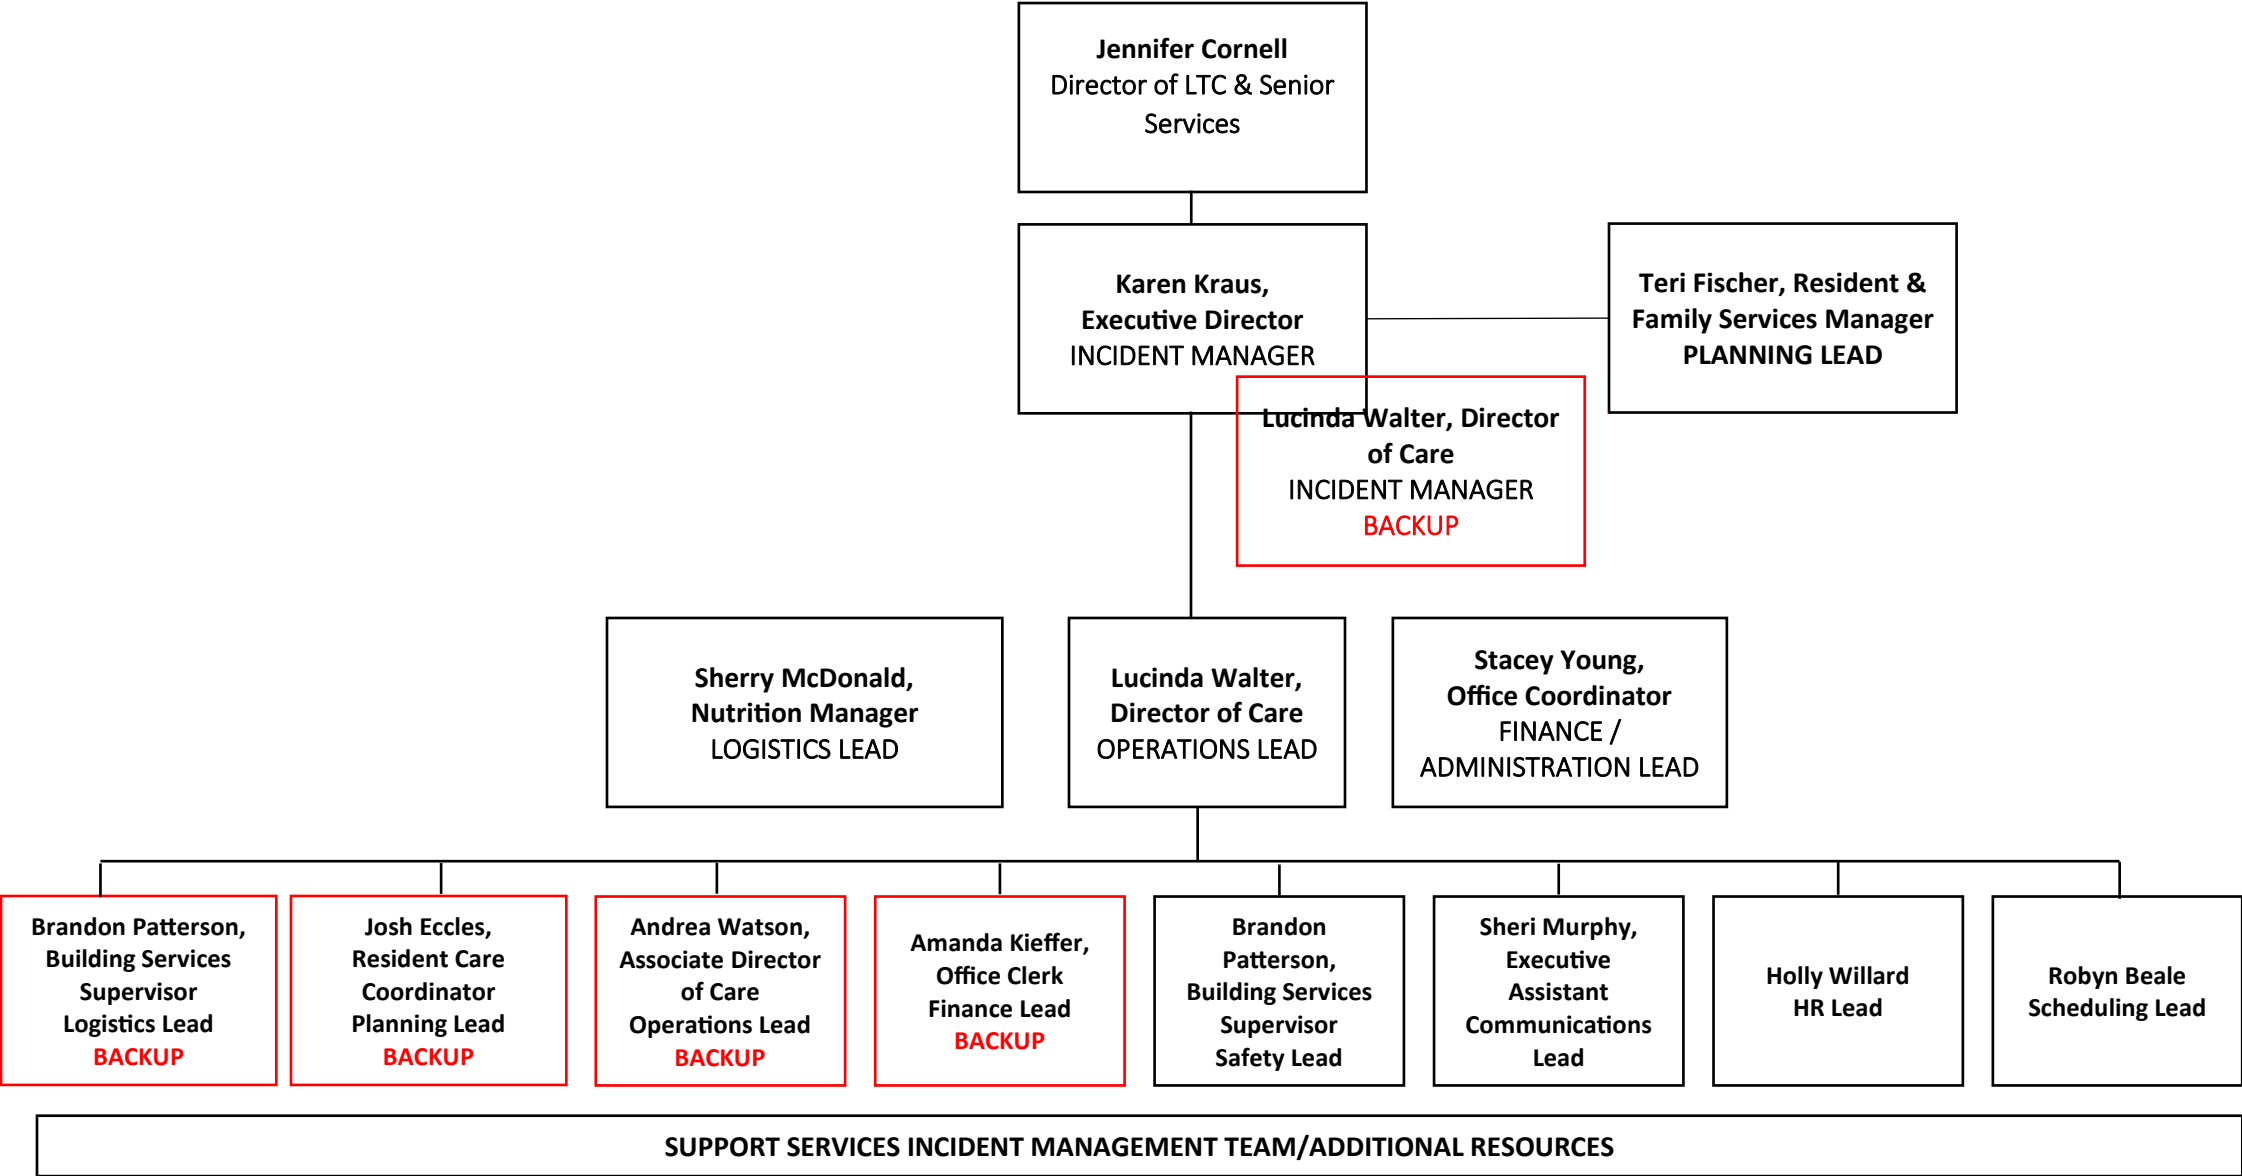 Jennifer Cornell
Director of LTC & Senior
Services
Karen Kraus,
Executive Director
INCIDENT MANAGER
Teri Fischer, Resident &
Family Services Manager
PLANNING LEAD
Lucinda Walter, Director
of Care
INCIDENT MANAGER
BACKUP
Sherry McDonald,
Nutrition Manager
LOGISTICS LEAD
Lucinda Walter,
Director of Care
OPERATIONS LEAD
Stacey Young,
Office Coordinator
FINANCE /
ADMINISTRATION LEAD
Brandon Patterson,
Building Services
Supervisor
Logistics Lead
BACKUP
Josh Eccles,
Resident Care
Coordinator
Planning Lead
BACKUP
Andrea Watson,
Associate Director
of Care
Operations Lead
BACKUP
Amanda Kieffer,
Office Clerk
Finance Lead
BACKUP
Brandon
Patterson,
Building Services
Supervisor
Safety Lead
Sheri Murphy,
Executive
Assistant
Communications
Lead
Holly Willard
HR Lead
Robyn Beale
Scheduling Lead
SUPPORT SERVICES INCIDENT MANAGEMENT TEAM/ADDITIONAL RESOURCES